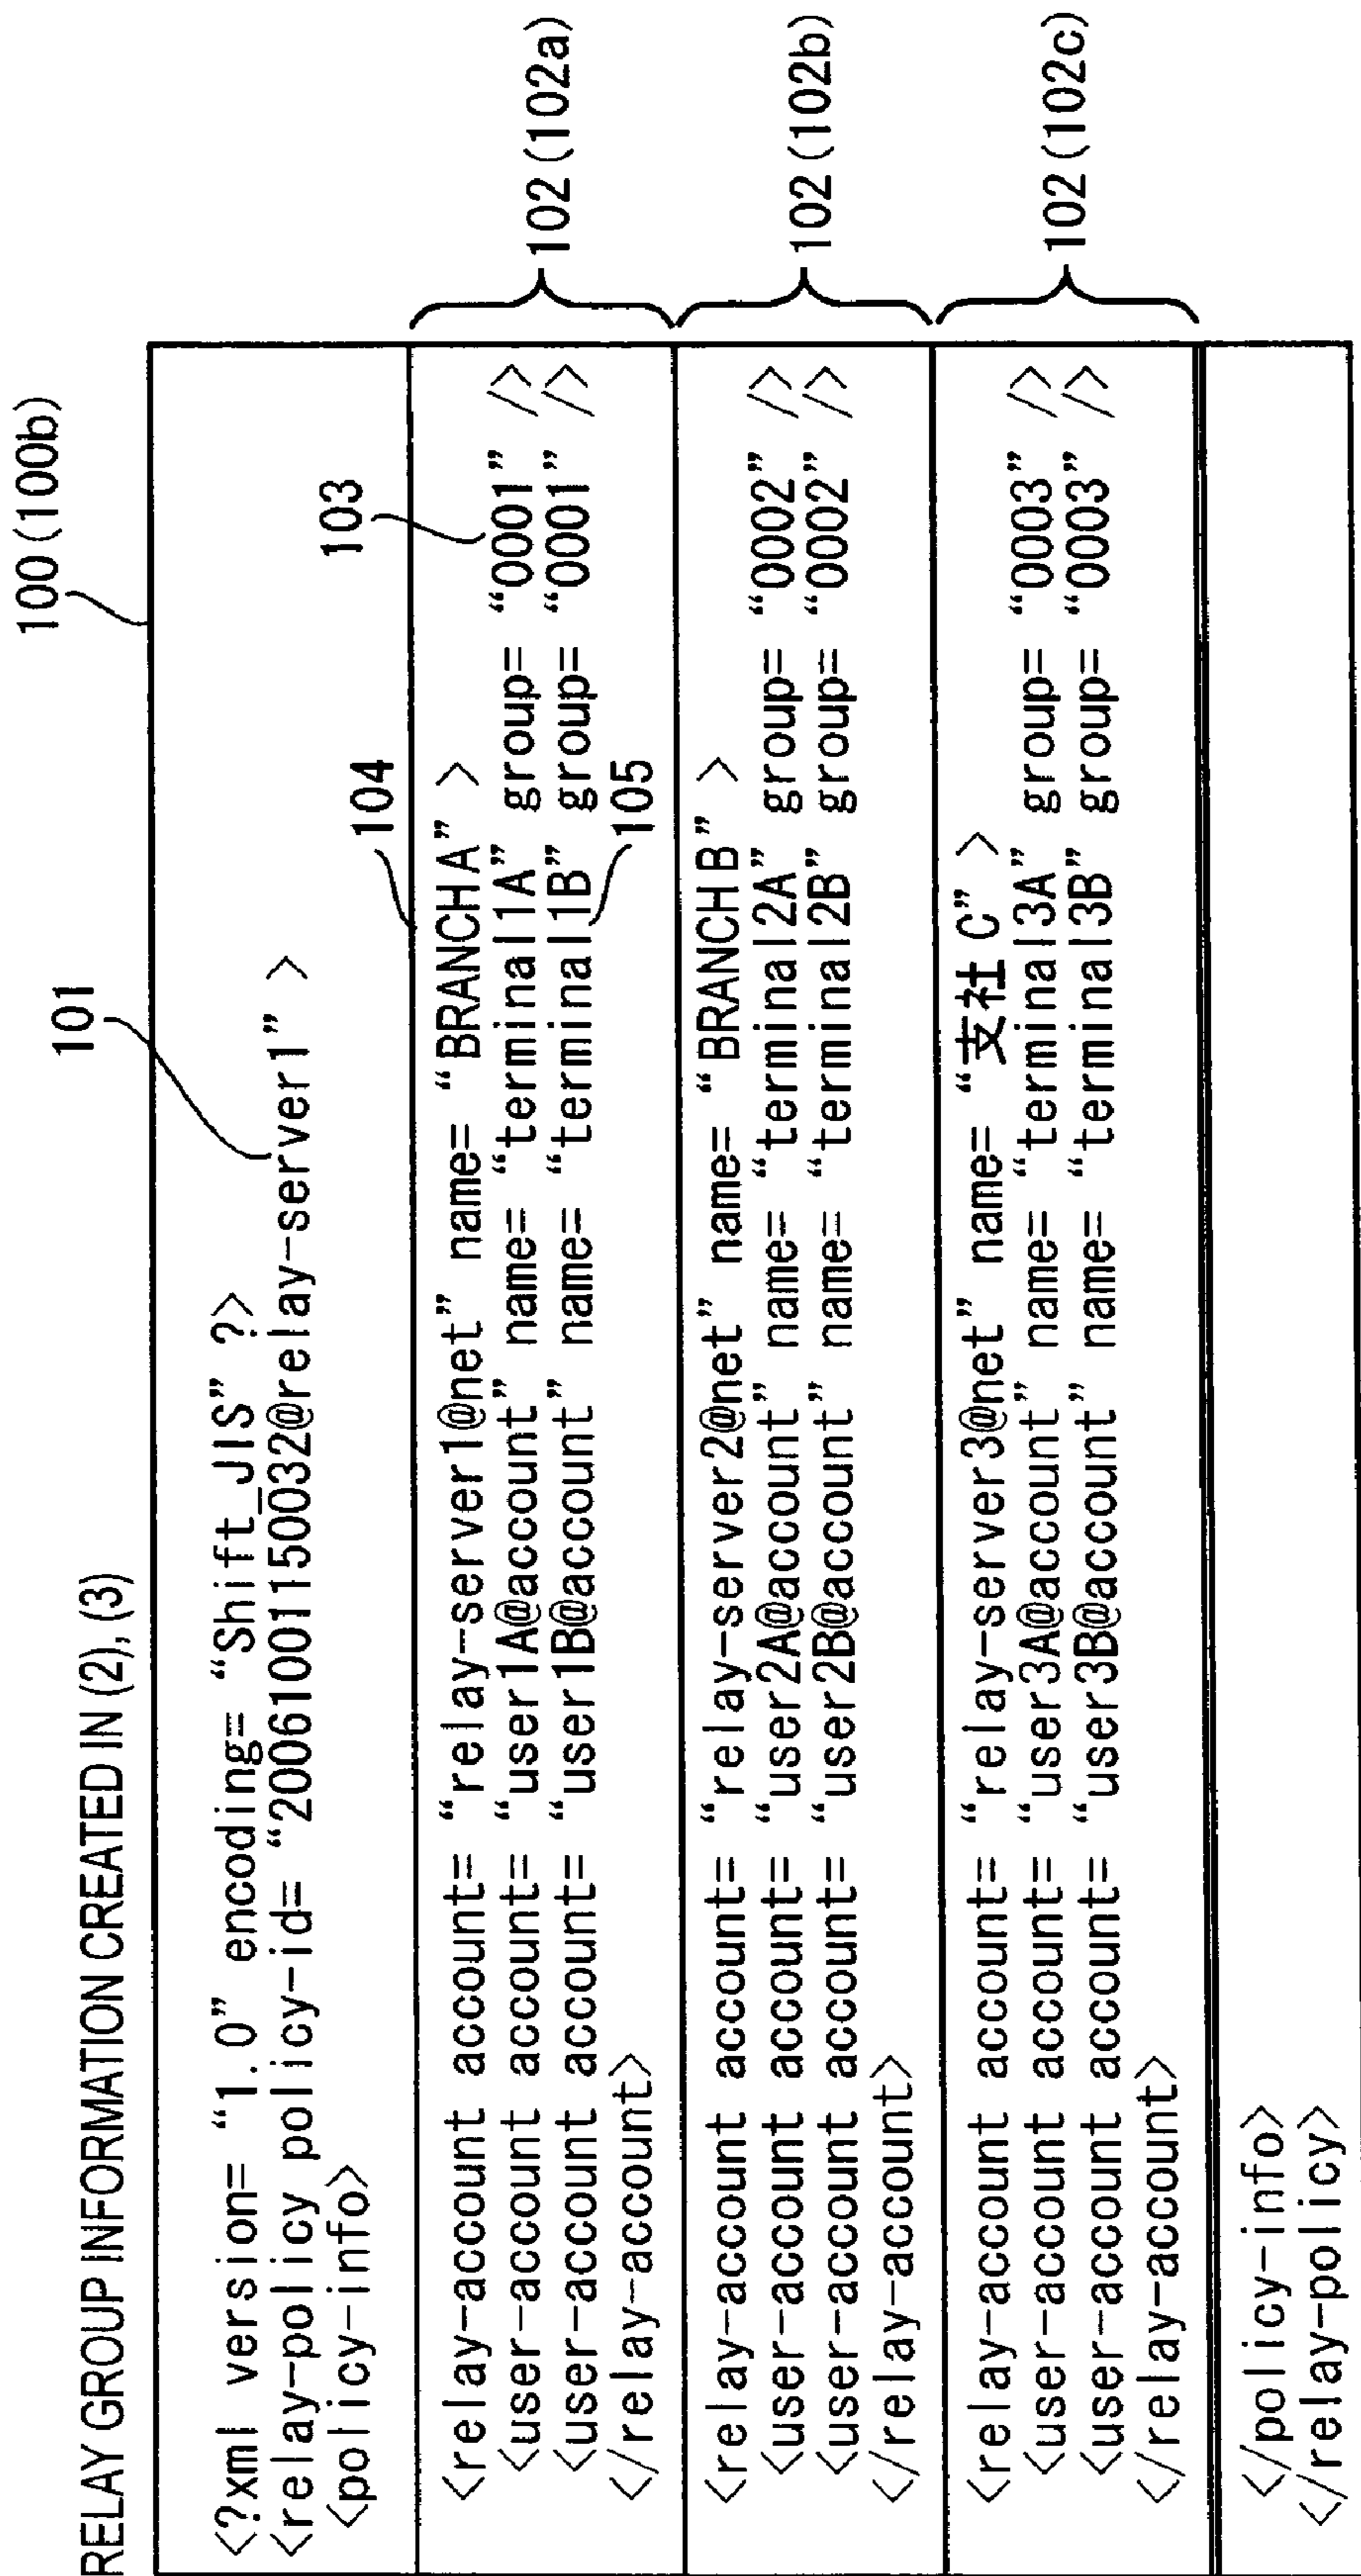 RELAY GROUP INFORMATION CREATED IN (2), (3)
100 (100b)
101
<?xml version= “1.0” encoding= “Shift_JIS” ?>
<relay-policy policy-id= “20061001150032@relay-server1” >
<policy-info>
104
103
<relay-account account= “relay-server1@net” name= “BRANCH A” >
<user-account account= “user1A@account” name= “terminal1A” group= “0001” />
<user-account account= “user1B@account” name= “terminal1B” group= “0001” />
</relay-account>
105
102 (102a)
<relay-account account= “relay-server2@net” name= “BRANCH B” >
<user-account account= “user2A@account” name= “terminal2A” group= “0002” />
<user-account account= “user2B@account” name= “terminal2B” group= “0002” />
</relay-account>
102 (102b)
<relay-account account= “relay-server3@net” name= “支社 C” >
<user-account account= “user3A@account” name= “terminal3A” group= “0003” />
<user-account account= “user3B@account” name= “terminal3B” group= “0003” />
</relay-account>
102 (102c)
</policy-info>
</relay-policy>